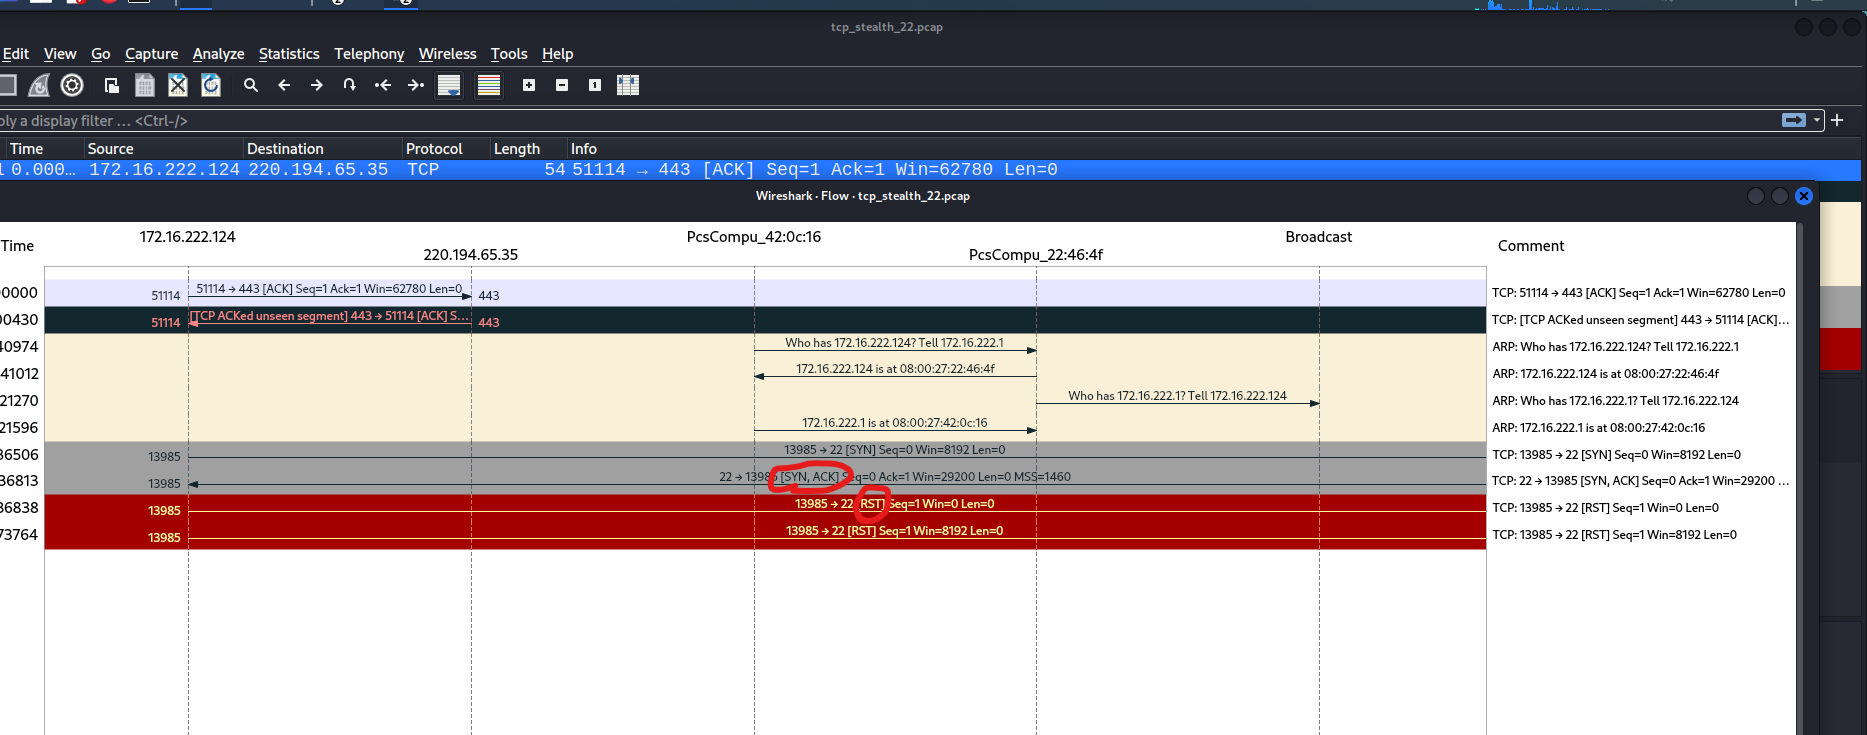 tcp_stealth_22.pcap
Edit View Go Capture Analyze Statistics Telephony Wireless Tools Help
ply a display filter … <Ctrl-/>
Time Source Destination Protocol Length Info
1 0.000… 172.16.222.124 220.194.65.35 TCP 54 51114 → 443 [ACK] Seq=1 Ack=1 Win=62780 Len=0
Wireshark · Flow · tcp_stealth_22.pcap
Time 172.16.222.124 220.194.65.35 PcsCompu_42:0c:16 PcsCompu_22:46:4f Broadcast Comment
00000 51114 51114 → 443 [ACK] Seq=1 Ack=1 Win=62780 Len=0 443 TCP: 51114 → 443 [ACK] Seq=1 Ack=1 Win=62780 Len=0
00430 51114 [TCP ACKed unseen segment] 443 → 51114 [ACK] S… 443 TCP: [TCP ACKed unseen segment] 443 → 51114 [ACK]…
40974 Who has 172.16.222.124? Tell 172.16.222.1 ARP: Who has 172.16.222.124? Tell 172.16.222.1
41012 172.16.222.124 is at 08:00:27:22:46:4f ARP: 172.16.222.124 is at 08:00:27:22:46:4f
21270 Who has 172.16.222.1? Tell 172.16.222.124 ARP: Who has 172.16.222.1? Tell 172.16.222.124
21596 172.16.222.1 is at 08:00:27:42:0c:16 ARP: 172.16.222.1 is at 08:00:27:42:0c:16
36506 13985 13985 → 22 [SYN] Seq=0 Win=8192 Len=0 TCP: 13985 → 22 [SYN] Seq=0 Win=8192 Len=0
36813 13985 22 → 13985 [SYN, ACK] Seq=0 Ack=1 Win=29200 Len=0 MSS=1460 TCP: 22 → 13985 [SYN, ACK] Seq=0 Ack=1 Win=29200 …
36838 13985 13985 → 22 [RST] Seq=1 Win=0 Len=0 TCP: 13985 → 22 [RST] Seq=1 Win=0 Len=0
73764 13985 13985 → 22 [RST] Seq=1 Win=8192 Len=0 TCP: 13985 → 22 [RST] Seq=1 Win=8192 Len=0